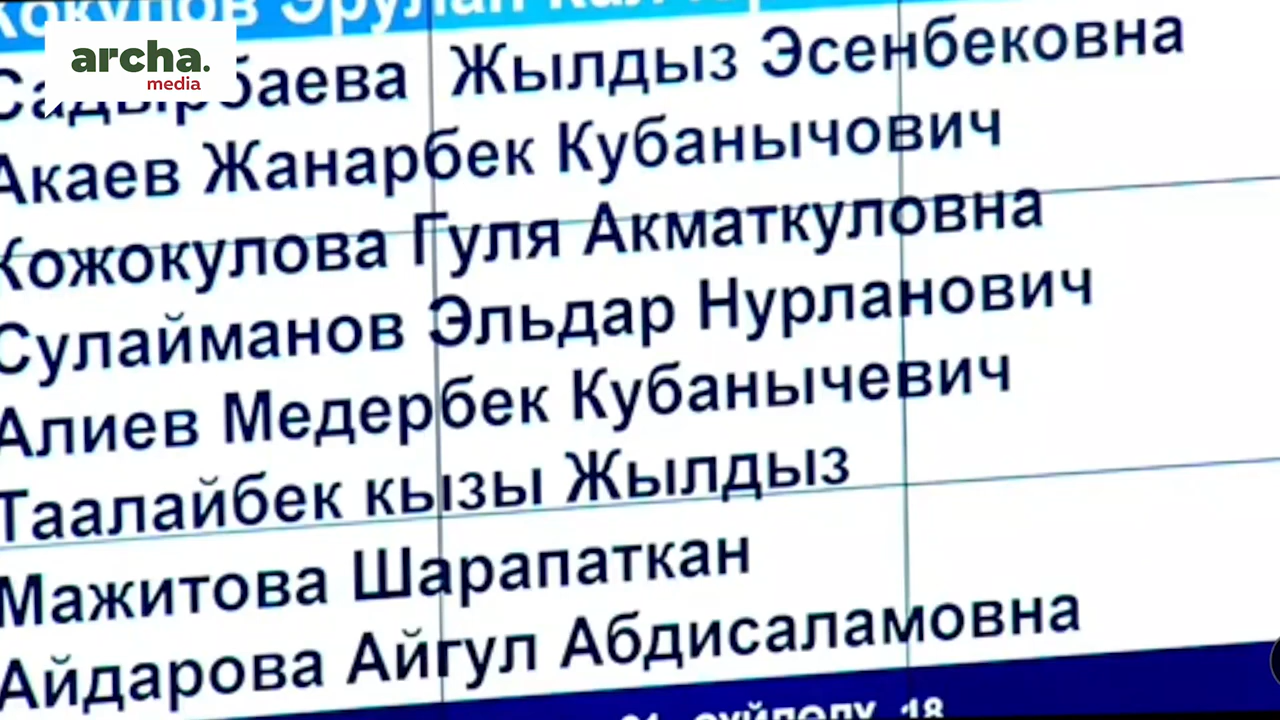 archa.
media
Жылдыз Эсенбековна
Акаев Жанарбек Кубанычович
Кожокулова Гуля Акматкуловна
Сулайманов Эльдар Нурланович
Алиев Медербек Кубанычевич
Таалайбек кызы Жылдыз
Мажитова Шарапаткан
Айдарова Айгул Абдисаламовна